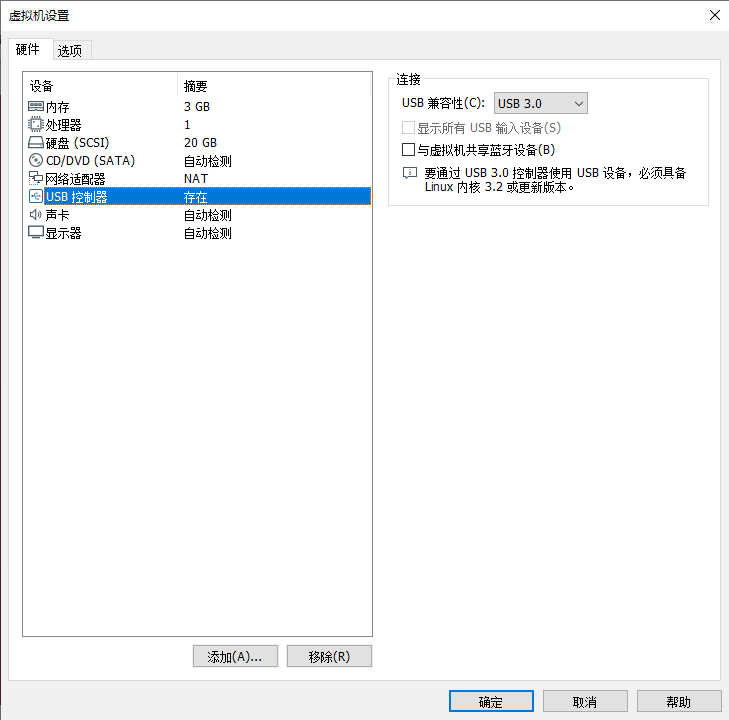 虚拟机设置
硬件 选项
设备 摘要
内存 3 GB
处理器 1
硬盘 (SCSI) 20 GB
CD/DVD (SATA) 自动检测
网络适配器 NAT
USB 控制器 存在
声卡 自动检测
显示器 自动检测
添加(A)... 移除(R)
连接
USB 兼容性(C): USB 3.0
显示所有 USB 输入设备(S)
与虚拟机共享蓝牙设备(B)
要通过 USB 3.0 控制器使用 USB 设备，必须具备
Linux 内核 3.2 或更新版本。
确定 取消 帮助